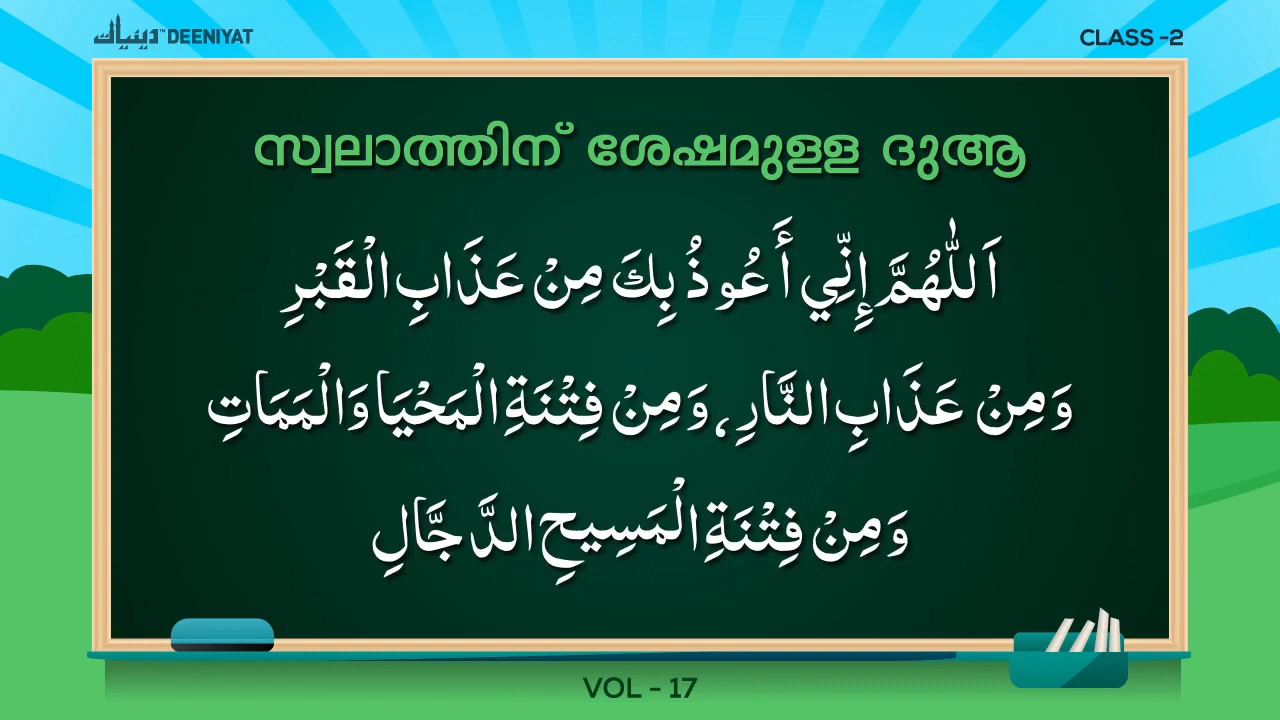 دينيات™ DEENIYAT
CLASS -2
സ്വലാത്തിന് ശേഷമുള്ള ദുആ
اَللّٰهُمَّ إِنِّي أَعُوذُ بِكَ مِنْ عَذَابِ الْقَبْرِ
وَمِنْ عَذَابِ النَّارِ، وَمِنْ فِتْنَةِ الْمَحْيَا وَالْمَمَاتِ
وَمِنْ فِتْنَةِ الْمَسِيحِ الدَّجَّالِ
VOL - 17